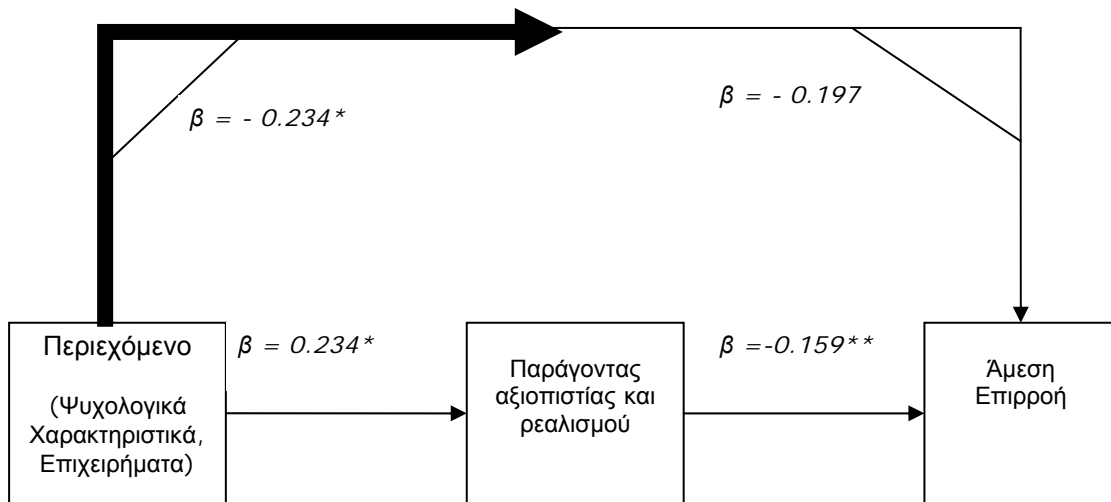 β = - 0.234*
β = - 0.197
Περιεχόμενο
(Ψυχολογικά
Χαρακτηριστικά,
Επιχειρήματα)
β = 0.234*
Παράγοντας
αξιοπιστίας και
ρεαλισμού
β =-0.159**
Άμεση
Επιρροή